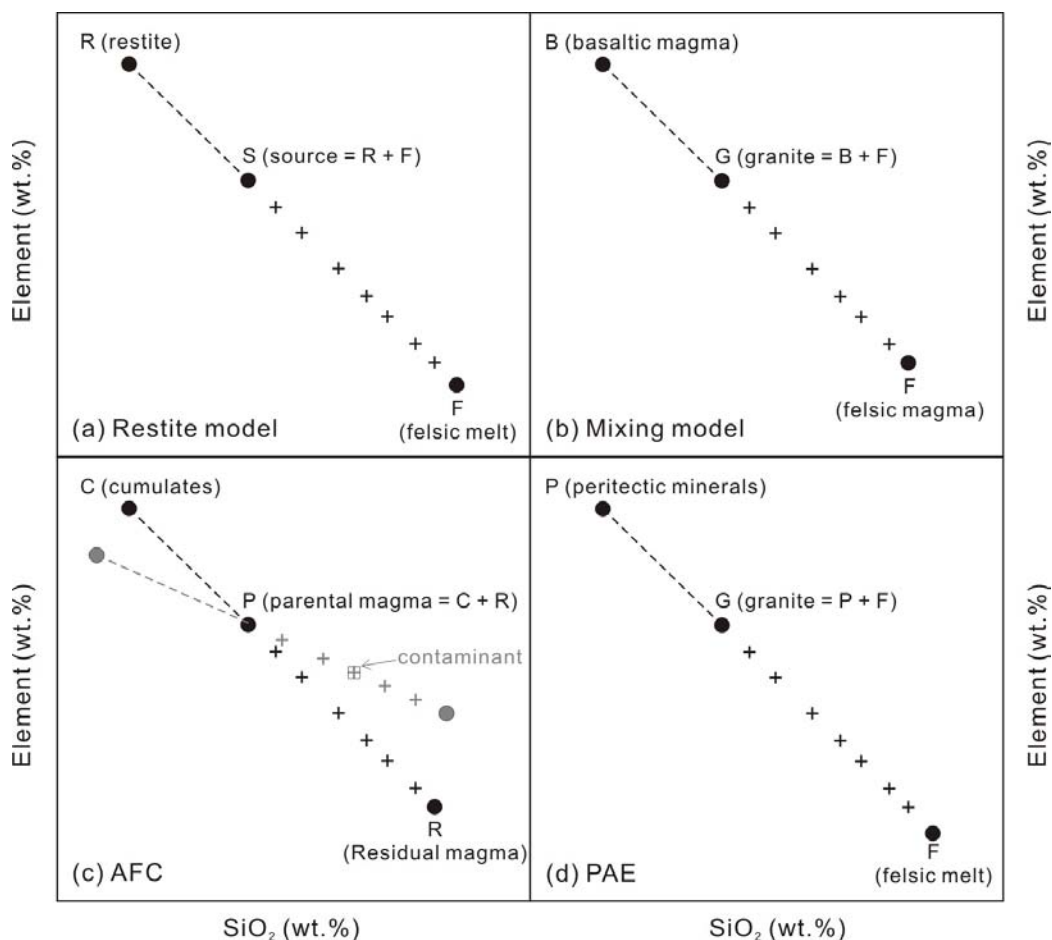 R (restite)
S (source = R + F)
F
(felsic melt)
(a) Restite model
Element (wt.%)
B (basaltic magma)
G (granite = B + F)
F
(felsic magma)
(b) Mixing model
Element (wt.%)
C (cumulates)
P (parental magma = C + R)
contaminant
R
(Residual magma)
(c) AFC
Element (wt.%)
SiO₂ (wt.%)
P (peritectic minerals)
G (granite = P + F)
F
(felsic melt)
(d) PAE
Element (wt.%)
SiO₂ (wt.%)